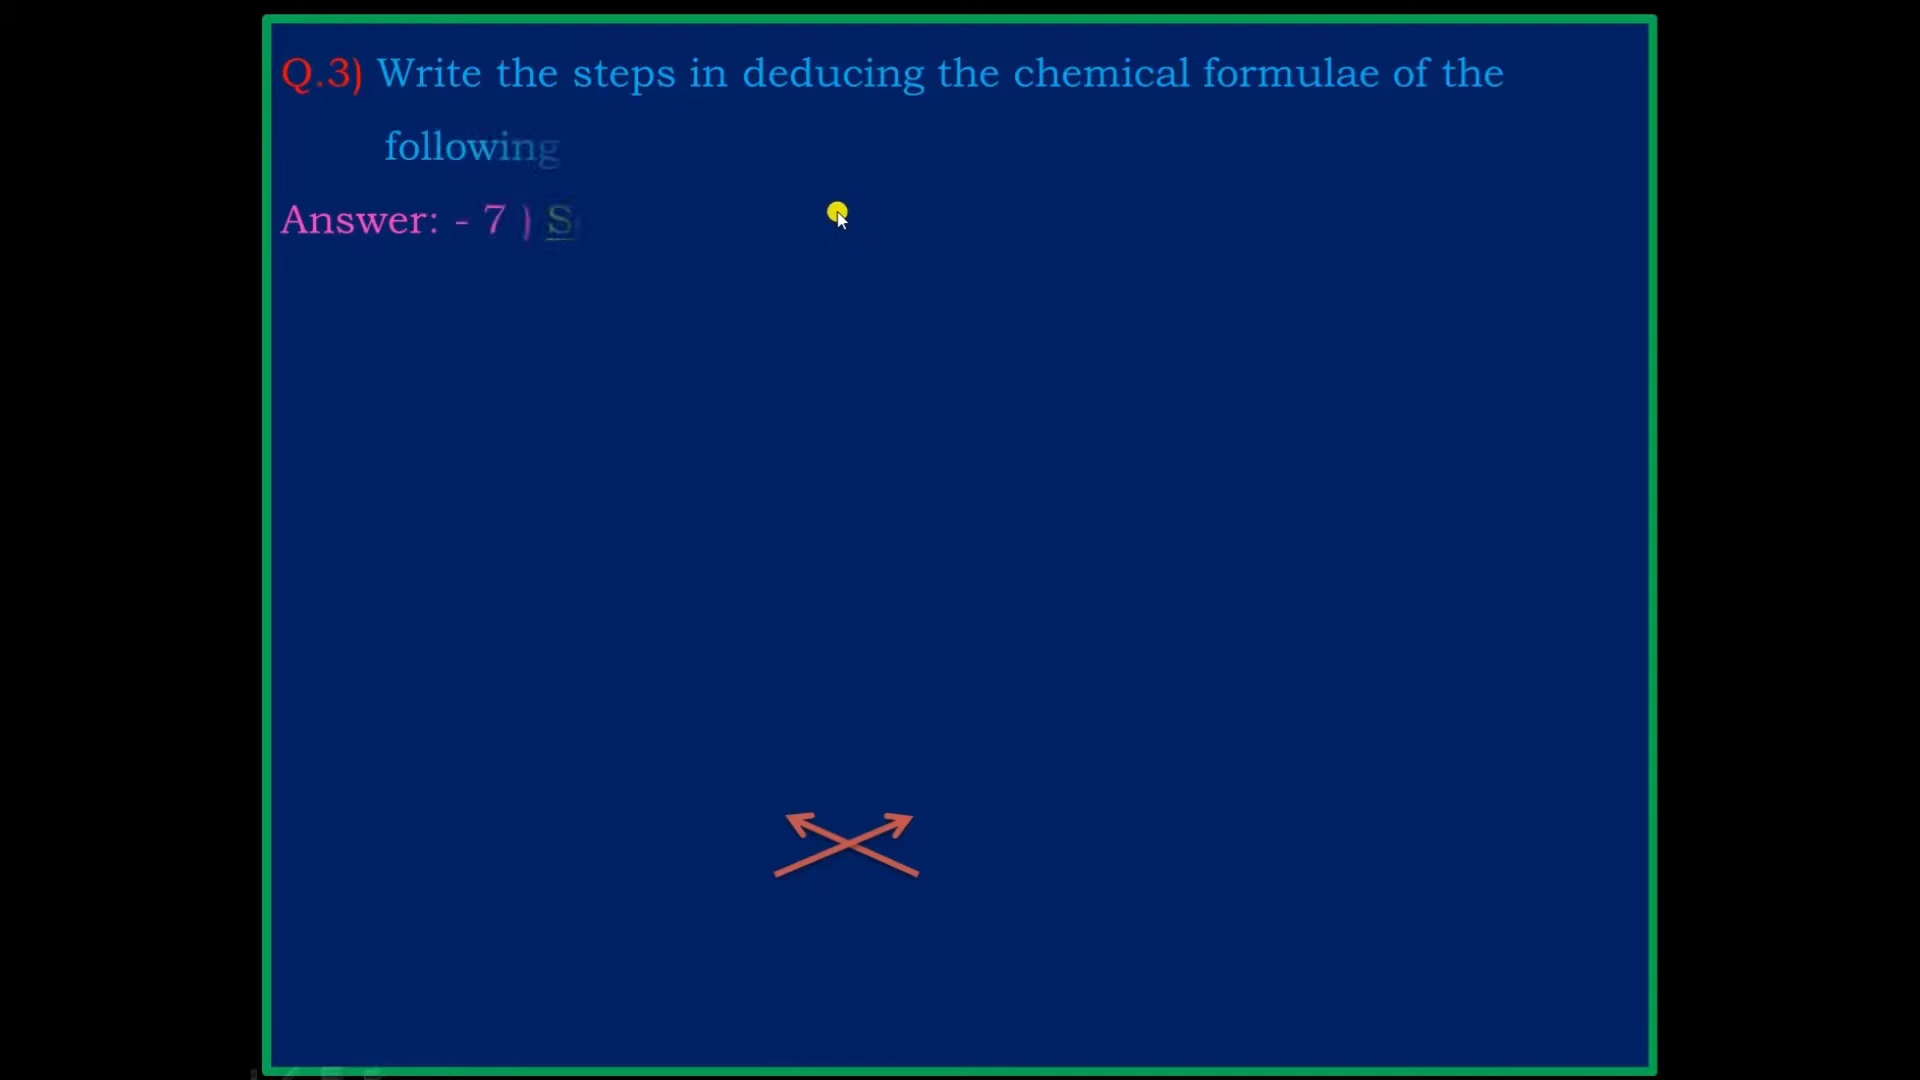 Q.3) Write the steps in deducing the chemical formulae of the
following
Answer: - 7 ) S